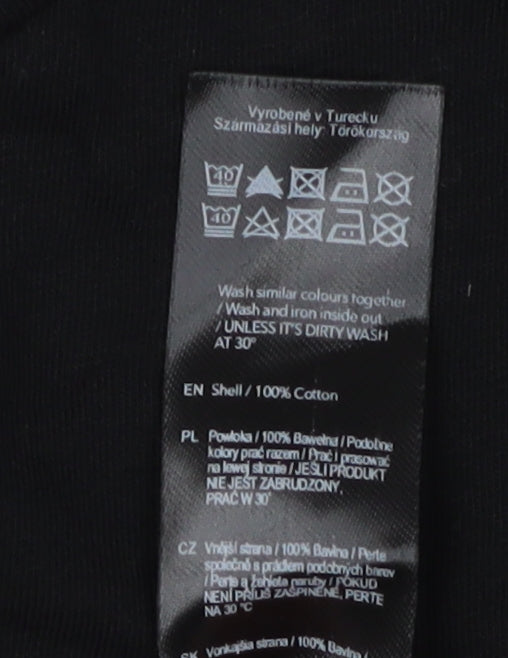 Vyrobené v Turecku
Származási hely: Törökország
40
40
Wash similar colours together
/ Wash and iron inside out
/ UNLESS IT'S DIRTY WASH
AT 30°
EN Shell / 100% Cotton
PL Powłoka / 100% Bawełna / Podobne
kolory prać razem / Prać i prasować
na lewej stronie / JEŚLI PRODUKT
NIE JEST ZABRUDZONY,
PRAĆ W 30°
CZ Vnější strana / 100% Bavlna / Perte
společně s prádlem podobných barev
/ Perte a žehlete naruby / POKUD
NENÍ PŘÍLIŠ ZAŠPINĚNÉ, PERTE
NA 30 °C
SK Vonkajšia strana / 100% Bavlna /